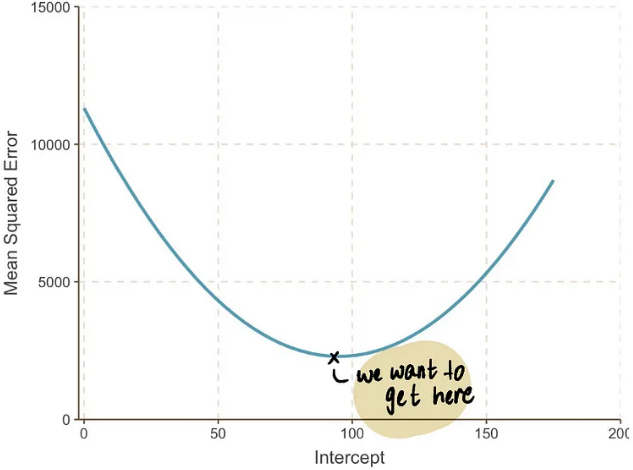 15000
10000
Mean Squared Error
5000
we want to
get here
0
0 50 100 150 200
Intercept